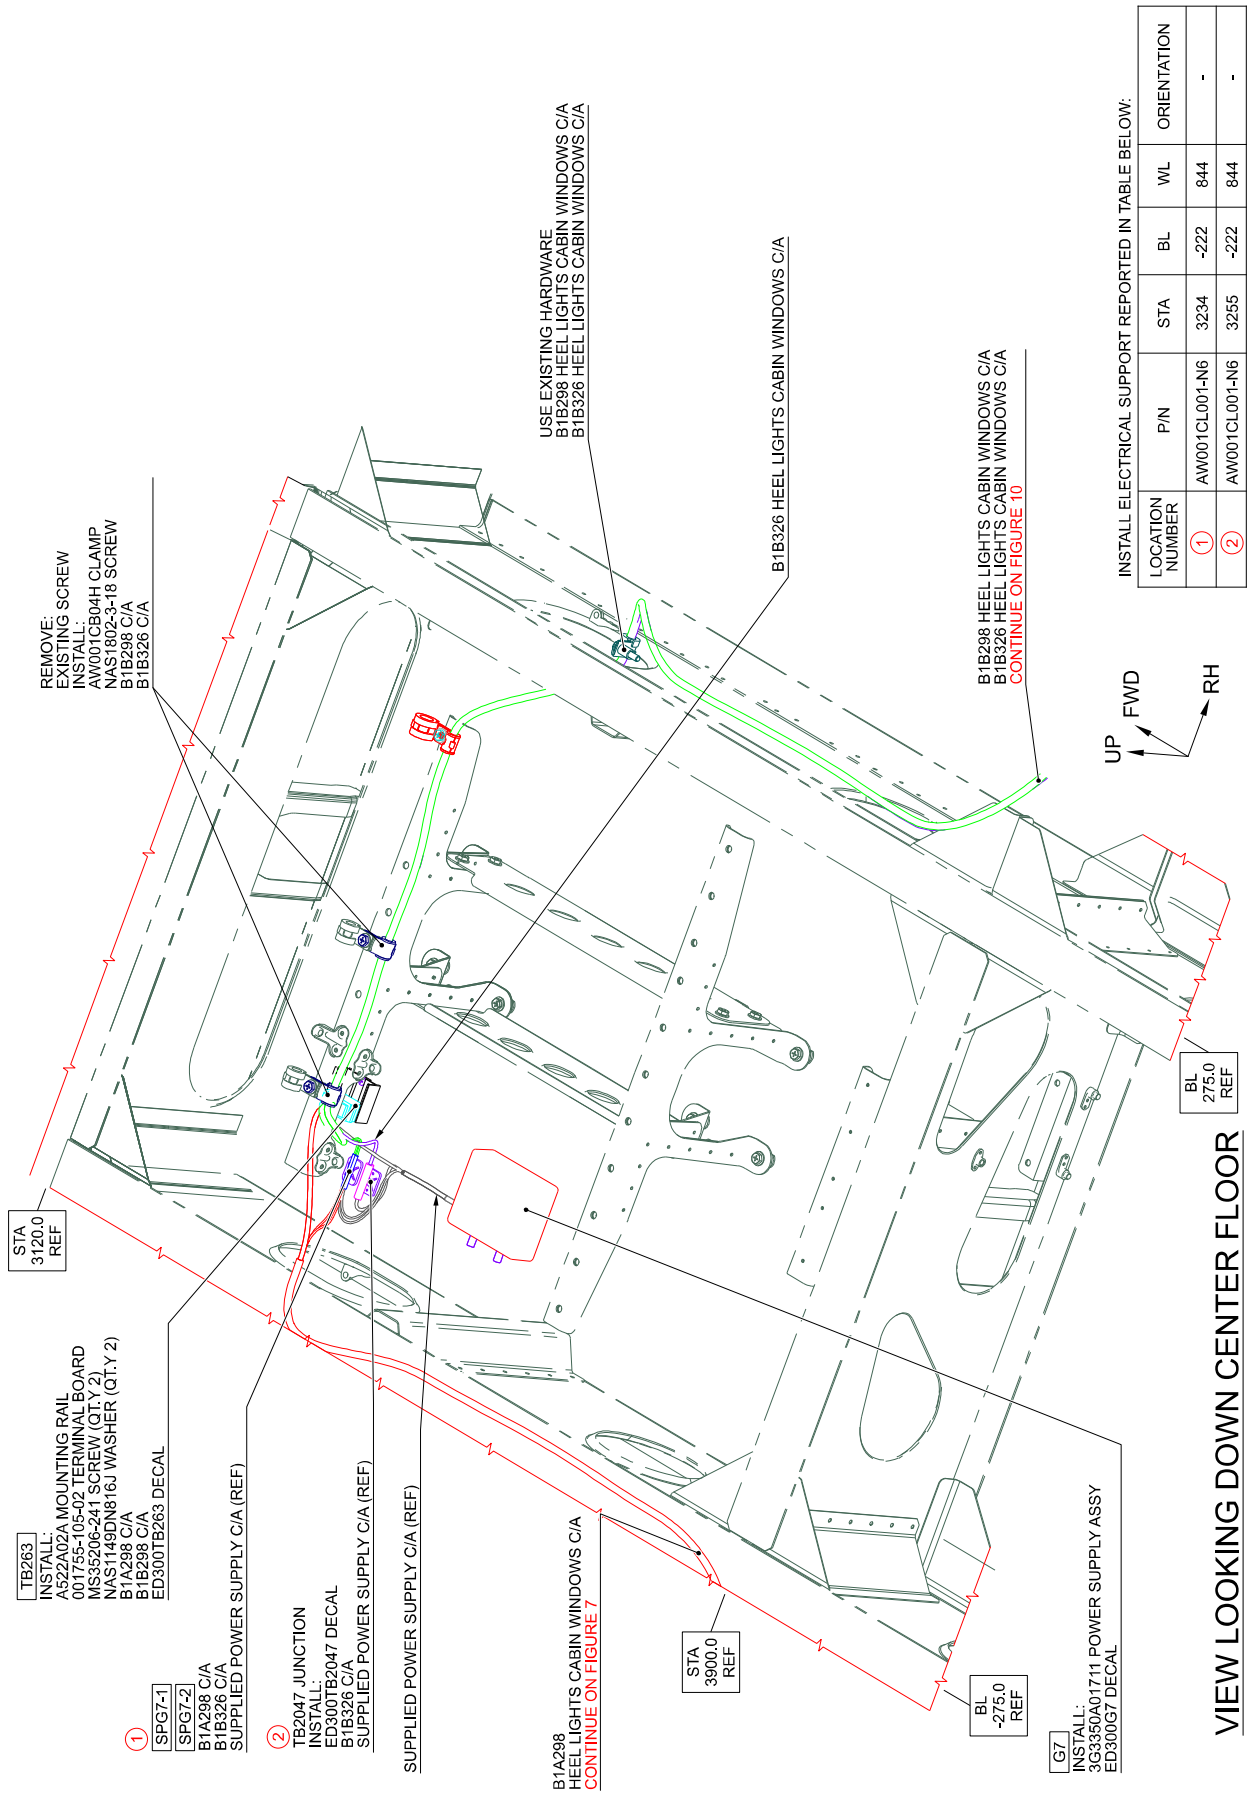 TB263
INSTALL:
A522A02A MOUNTING RAIL
001755-105-02 TERMINAL BOARD
MS35206-241 SCREW (QT.Y 2)
NAS1149DN816J WASHER (QT.Y 2)
B1A298 C/A
B1B298 C/A
ED300TB263 DECAL
STA
3120.0
REF
REMOVE:
EXISTING SCREW
INSTALL:
AW001CB04H CLAMP
NAS1802-3-18 SCREW
B1B298 C/A
B1B326 C/A
1
SPG7-1
SPG7-2
B1A298 C/A
B1B326 C/A
SUPPLIED POWER SUPPLY C/A (REF)
2
TB2047 JUNCTION
INSTALL:
ED300TB2047 DECAL
B1B326 C/A
SUPPLIED POWER SUPPLY C/A (REF)
SUPPLIED POWER SUPPLY C/A (REF)
USE EXISTING HARDWARE
B1B298 HEEL LIGHTS CABIN WINDOWS C/A
B1B326 HEEL LIGHTS CABIN WINDOWS C/A
B1A298
HEEL LIGHTS CABIN WINDOWS C/A
CONTINUE ON FIGURE 7
B1B326 HEEL LIGHTS CABIN WINDOWS C/A
STA
3900.0
REF
B1B298 HEEL LIGHTS CABIN WINDOWS C/A
B1B326 HEEL LIGHTS CABIN WINDOWS C/A
CONTINUE ON FIGURE 10
BL
-275.0
REF
G7
INSTALL:
3G3350A01711 POWER SUPPLY ASSY
ED300G7 DECAL
UP
FWD
RH
BL
275.0
REF
INSTALL ELECTRICAL SUPPORT REPORTED IN TABLE BELOW:
LOCATION NUMBER P/N STA BL WL ORIENTATION
1 AW001CL001-N6 3234 -222 844 -
2 AW001CL001-N6 3255 -222 844 -
VIEW LOOKING DOWN CENTER FLOOR